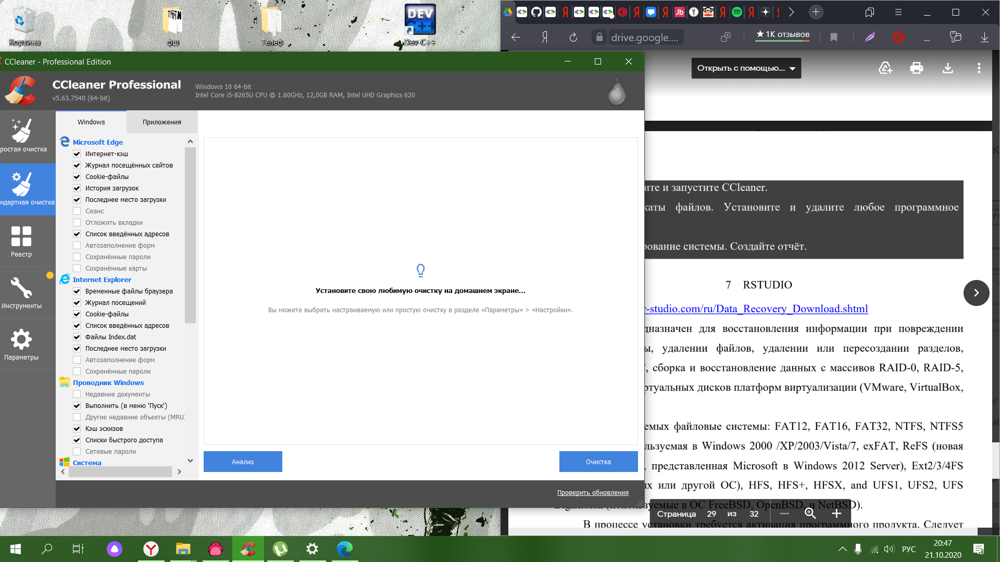 Корзина
фш
Телеф
DEV
C++
Dev-C++
drive.google....
★ 1К отзывов
CCleaner - Professional Edition
CCleaner Professional
v5.63.7540 (64-bit)
Windows 10 64-bit
Intel Core i5-8265U CPU @ 1.60GHz, 12,0GB RAM, Intel UHD Graphics 620
Открыть с помощью...
ростая очистка
ндартная очистка
Реестр
Инструменты
Параметры
Windows
Приложения
Microsoft Edge
Интернет-кэш
Журнал посещённых сайтов
Cookie-файлы
История загрузок
Последнее место загрузки
Сеанс
Отложить вкладки
Список введённых адресов
Автозаполнение форм
Сохранённые пароли
Сохранённые карты
Internet Explorer
Временные файлы браузера
Журнал посещений
Cookie-файлы
Список введённых адресов
Файлы Index.dat
Последнее место загрузки
Автозаполнение форм
Сохранённые пароли
Проводник Windows
Недавние документы
Выполнить (в меню 'Пуск')
Другие недавние объекты (MRU)
Кэш эскизов
Списки быстрого доступа
Сетевые пароли
Система
Установите свою любимую очистку на домашнем экране...
Вы можете выбрать настраиваемую или простую очистку в разделе «Параметры» > «Настройки».
Анализ
Очистка
Проверить обновления
ите и запустите CCleaner.
каты файлов. Установите и удалите любое программное
рование системы. Создайте отчёт.
7 RSTUDIO
r-studio.com/ru/Data_Recovery_Download.shtml
дназначен для восстановления информации при повреждении
ы, удалении файлов, удалении или пересоздании разделов,
, сборка и восстановление данных с массивов RAID-0, RAID-5,
ртуальных дисков платформ виртуализации (VMware, VirtualBox,
емых файловые системы: FAT12, FAT16, FAT32, NTFS, NTFS5
льзуемая в Windows 2000 /XP/2003/Vista/7, exFAT, ReFS (новая
, представленная Microsoft в Windows 2012 Server), Ext2/3/4FS
х или другой ОС), HFS, HFS+, HFSX, and UFS1, UFS2, UFS
уемые в ОС FreeBSD, OpenBSD, и NetBSD).
Страница 29 из 32
В процессе установки требуется активация программного продукта. Следует
РУС
20:47
21.10.2020